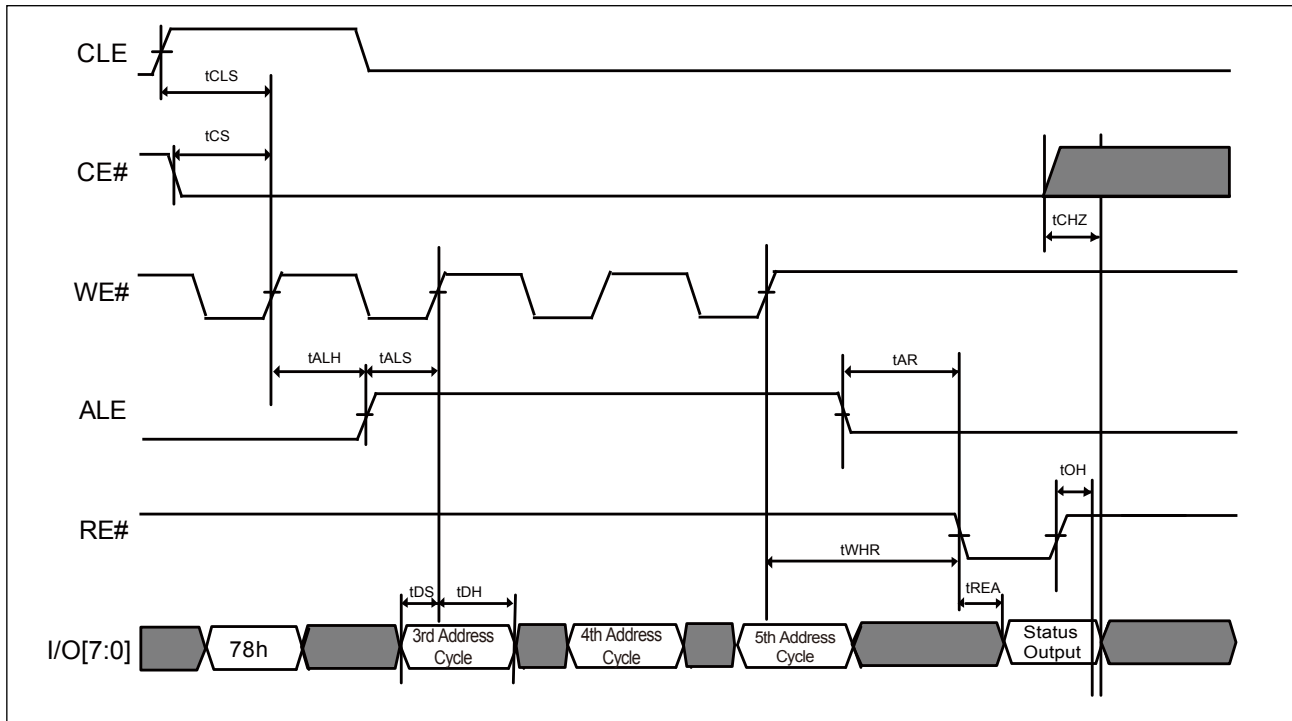 CLE
tCLS
tCS
CE#
tCHZ
WE#
tALH
tALS
tAR
ALE
tOH
RE#
tWHR
tREA
tDS
tDH
I/O[7:0]
78h
3rd Address
Cycle
4th Address
Cycle
5th Address
Cycle
Status
Output